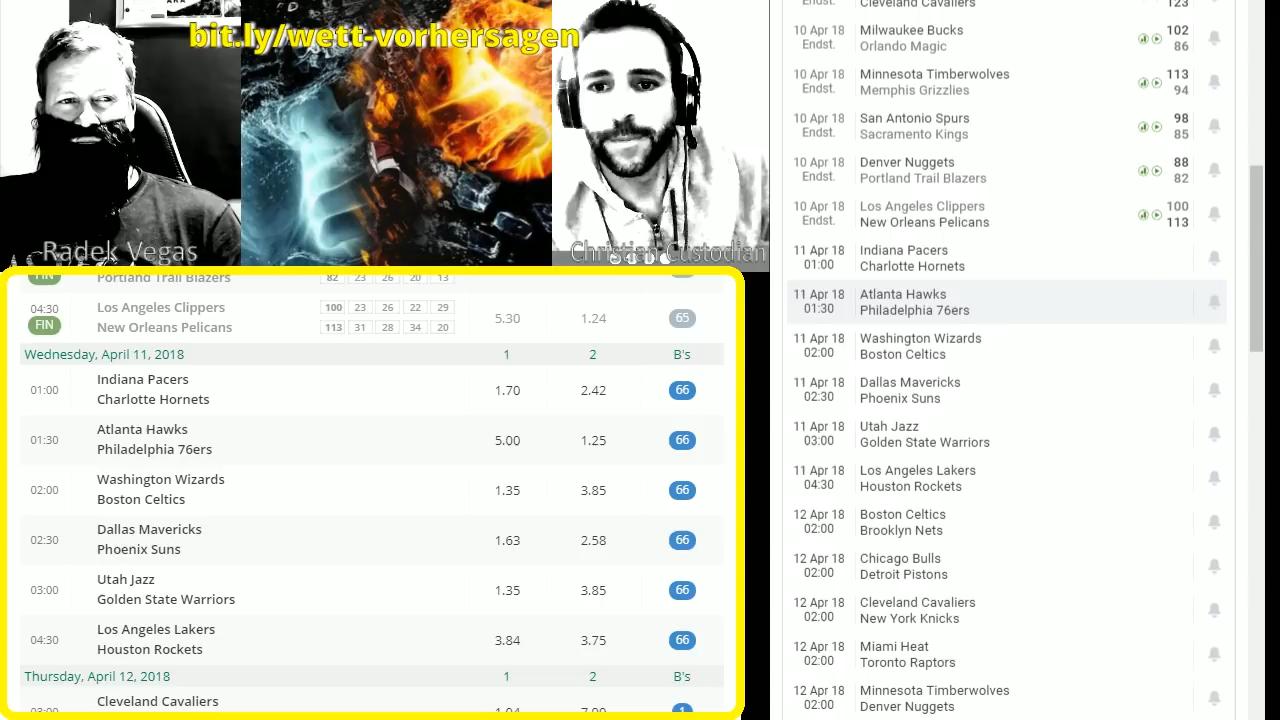 bit.ly/wett-vorhersagen
Radek Vegas
Christian Custodian
FIN Portland Trail Blazers 82 23 26 20 13
04:30 Los Angeles Clippers 100 23 26 22 29
FIN New Orleans Pelicans 113 31 28 34 20
5.30 1.24 65
Wednesday, April 11, 2018 1 2 B's
Indiana Pacers
01:00 1.70 2.42 66
Charlotte Hornets
Atlanta Hawks
01:30 5.00 1.25 66
Philadelphia 76ers
Washington Wizards
02:00 1.35 3.85 66
Boston Celtics
Dallas Mavericks
02:30 1.63 2.58 66
Phoenix Suns
Utah Jazz
03:00 1.35 3.85 66
Golden State Warriors
Los Angeles Lakers
04:30 3.84 3.75 66
Houston Rockets
Thursday, April 12, 2018 1 2 B's
Cleveland Cavaliers
03:00 1.04 7.00 1
Endst. Cleveland Cavaliers 123
10 Apr 18 Milwaukee Bucks 102
Endst. Orlando Magic 86
10 Apr 18 Minnesota Timberwolves 113
Endst. Memphis Grizzlies 94
10 Apr 18 San Antonio Spurs 98
Endst. Sacramento Kings 85
10 Apr 18 Denver Nuggets 88
Endst. Portland Trail Blazers 82
10 Apr 18 Los Angeles Clippers 100
Endst. New Orleans Pelicans 113
11 Apr 18 Indiana Pacers
01:00 Charlotte Hornets
11 Apr 18 Atlanta Hawks
01:30 Philadelphia 76ers
11 Apr 18 Washington Wizards
02:00 Boston Celtics
11 Apr 18 Dallas Mavericks
02:30 Phoenix Suns
11 Apr 18 Utah Jazz
03:00 Golden State Warriors
11 Apr 18 Los Angeles Lakers
04:30 Houston Rockets
12 Apr 18 Boston Celtics
02:00 Brooklyn Nets
12 Apr 18 Chicago Bulls
02:00 Detroit Pistons
12 Apr 18 Cleveland Cavaliers
02:00 New York Knicks
12 Apr 18 Miami Heat
02:00 Toronto Raptors
12 Apr 18 Minnesota Timberwolves
02:00 Denver Nuggets